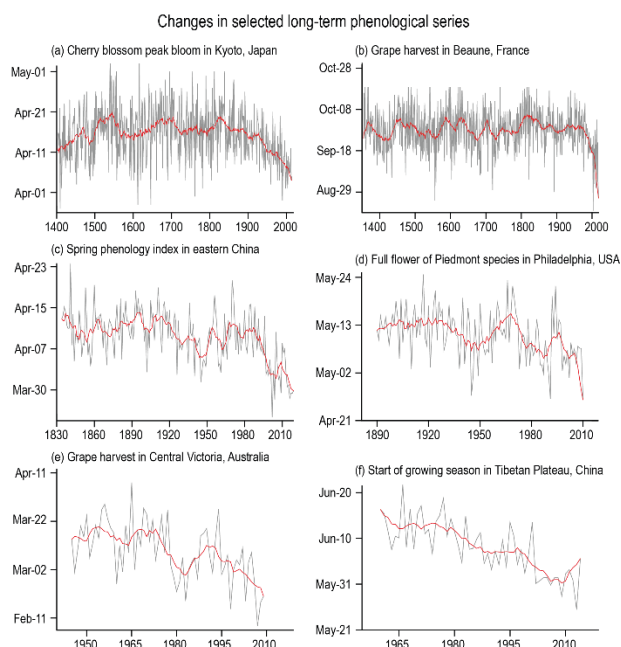 Changes in selected long-term phenological series
(a) Cherry blossom peak bloom in Kyoto, Japan
May-01
Apr-21
Apr-11
Apr-01
1400 1500 1600 1700 1800 1900 2000
(b) Grape harvest in Beaune, France
Oct-28
Oct-08
Sep-18
Aug-29
1400 1500 1600 1700 1800 1900 2000
(c) Spring phenology index in eastern China
Apr-23
Apr-15
Apr-07
Mar-30
1830 1860 1890 1920 1950 1980 2010
(d) Full flower of Piedmont species in Philadelphia, USA
May-24
May-13
May-02
Apr-21
1890 1920 1950 1980 2010
(e) Grape harvest in Central Victoria, Australia
Apr-11
Mar-22
Mar-02
Feb-11
1950 1965 1980 1995 2010
(f) Start of growing season in Tibetan Plateau, China
Jun-20
Jun-10
May-31
May-21
1965 1980 1995 2010